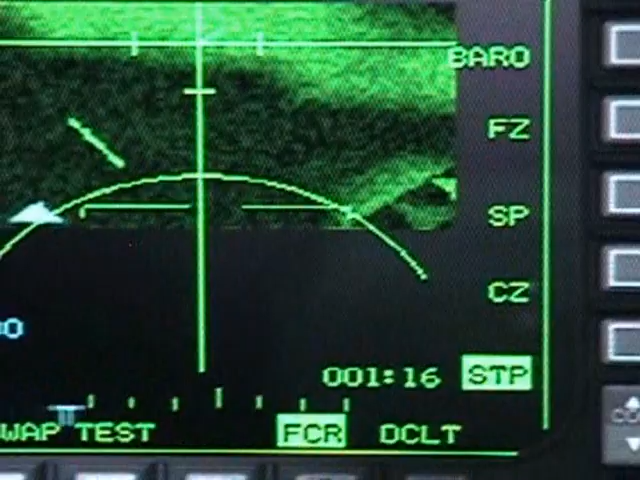 BARO
FZ
SP
CZ
001:16 STP
WAP TEST FCR DCLT